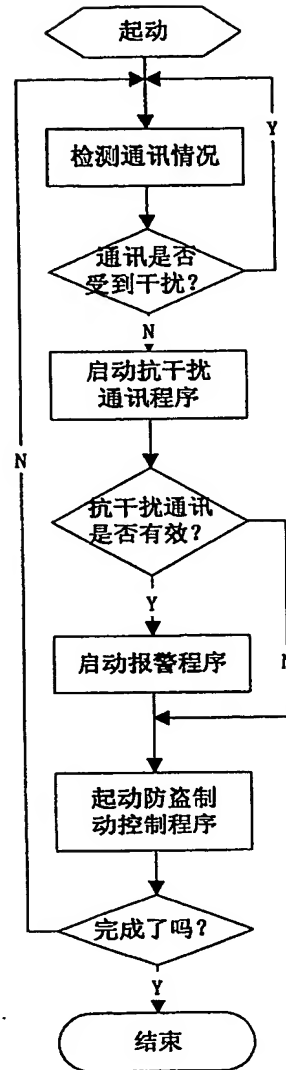 起动
Y
检测通讯情况
通讯是否
受到干扰?
N
启动抗干扰
通讯程序
N
抗干扰通讯
是否有效?
Y
启动报警程序
N
起动防盗制
动控制程序
完成了吗?
Y
结束